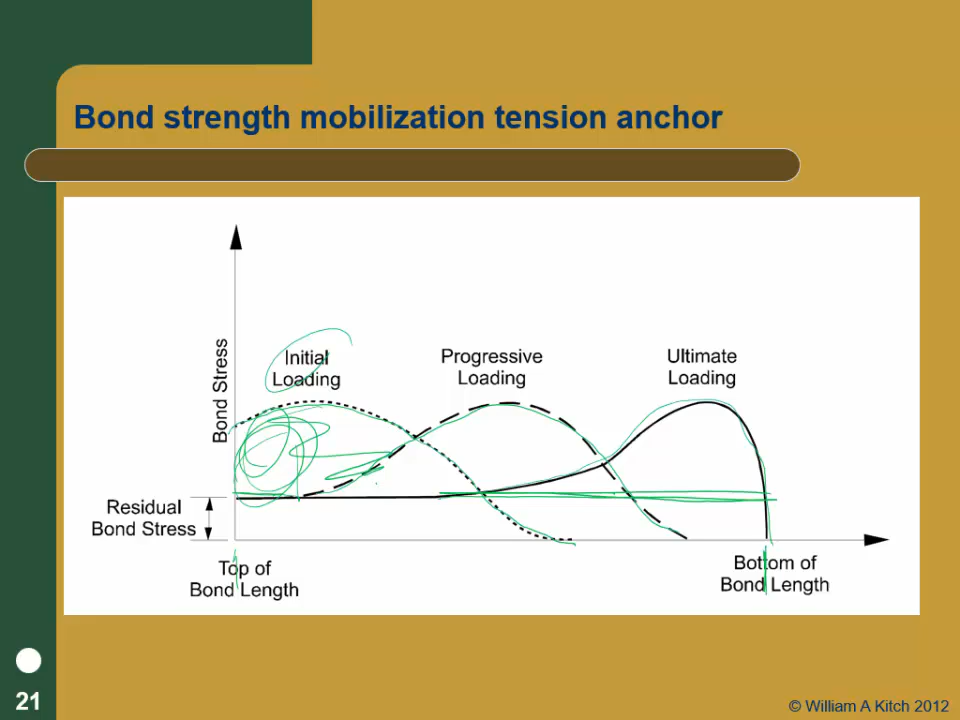 Bond strength mobilization tension anchor
Bond Stress
Initial
Loading
Progressive
Loading
Ultimate
Loading
Residual
Bond Stress
Top of
Bond Length
Bottom of
Bond Length
21
© William A Kitch 2012